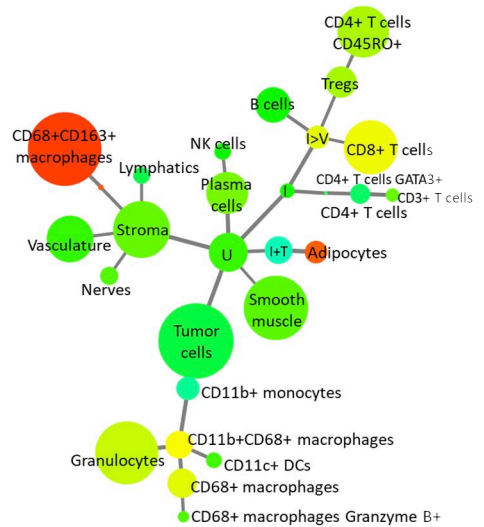 CD4+ T cells
CD45RO+
Tregs
B cells
I>V
CD8+ T cells
CD68+CD163+
macrophages
NK cells
Lymphatics
Plasma
cells
I
CD4+ T cells GATA3+
CD3+ T cells
CD4+ T cells
Stroma
Vasculature
U
I+T
Adipocytes
Nerves
Smooth
muscle
Tumor
cells
CD11b+ monocytes
CD11b+CD68+ macrophages
Granulocytes
CD11c+ DCs
CD68+ macrophages
CD68+ macrophages Granzyme B+